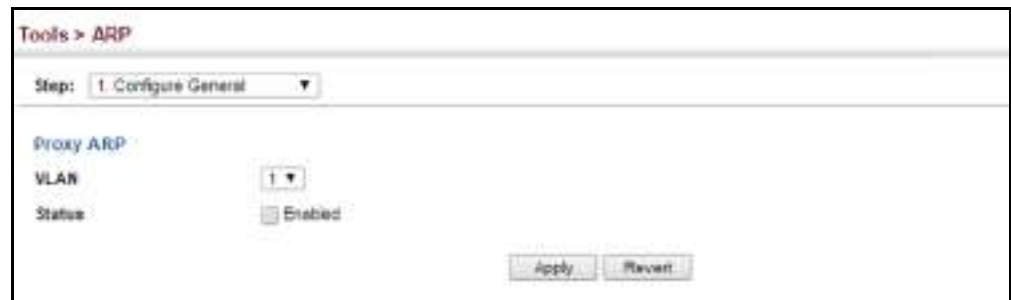 Tools > ARP
Step: 1. Configure General
Proxy ARP
VLAN 1
Status Enabled
Apply Revert